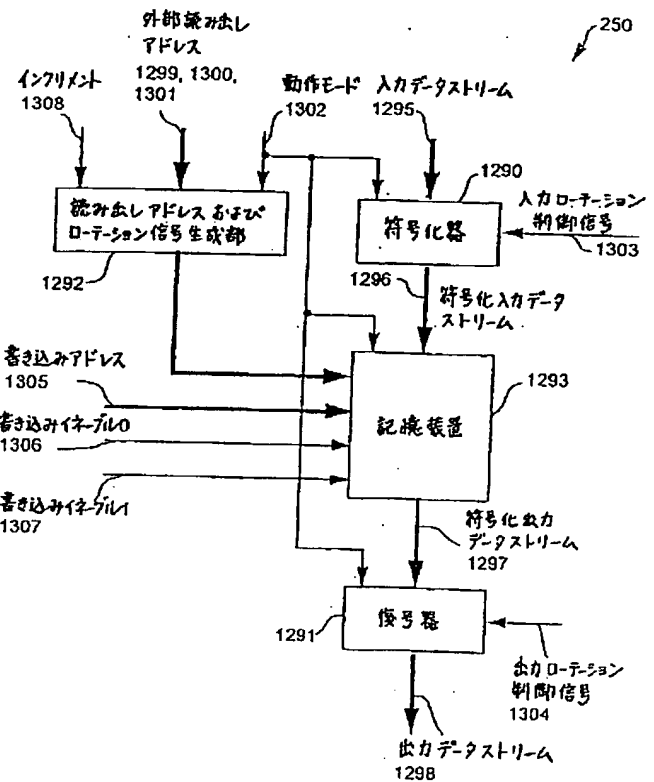 250
外部読み出し
アドレス
1299, 1300,
1301
インクリメント
1308
動作モード
1302
入力データストリーム
1295
1290
読み出しアドレスおよび
ローテーション信号生成部
1292
符号化器
入力ローテーション
制御信号
1303
1296
符号化入力データ
ストリーム
書き込みアドレス
1305
1293
書き込みイネーブル0
1306
記憶装置
書き込みイネーブル1
1307
符号化出力
データストリーム
1297
1291
復号器
出力ローテーション
制御信号
1304
出力データストリーム
1298